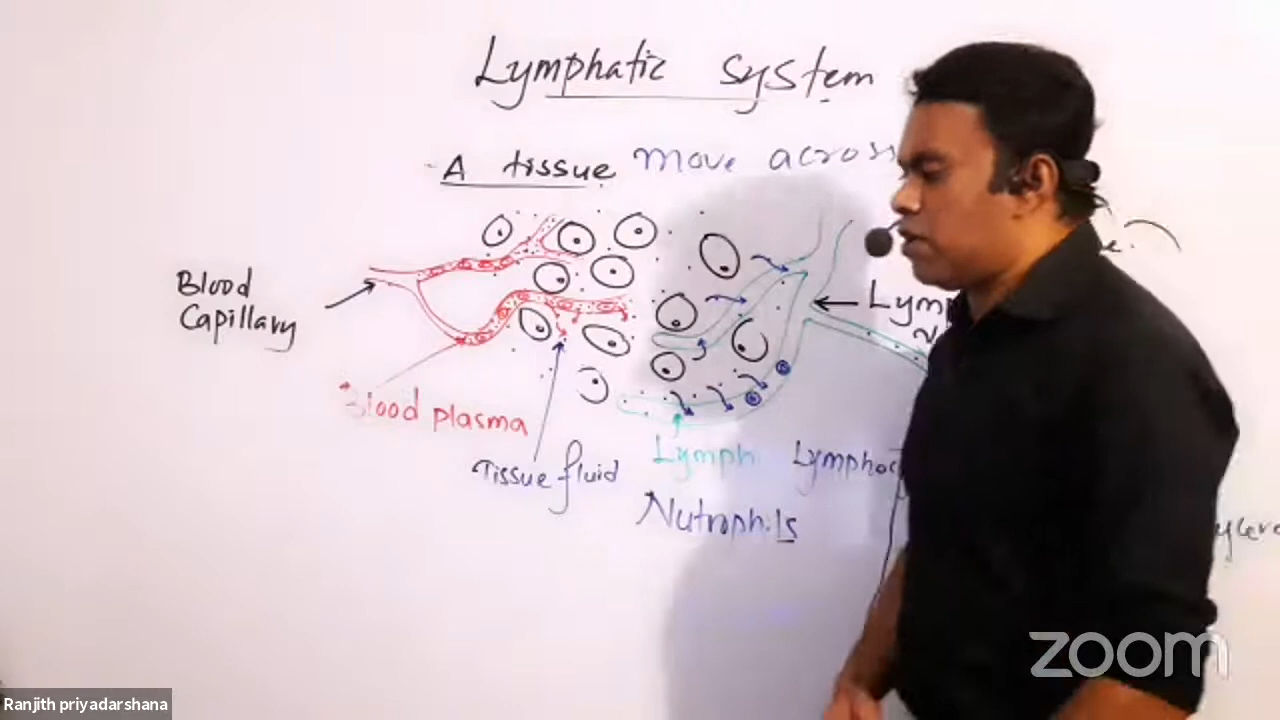 Lymphatic system
A tissue move across
Blood
Capillary
Blood plasma
Tissue fluid
Lymph
Nutrophils
zoom
Ranjith priyadarshana